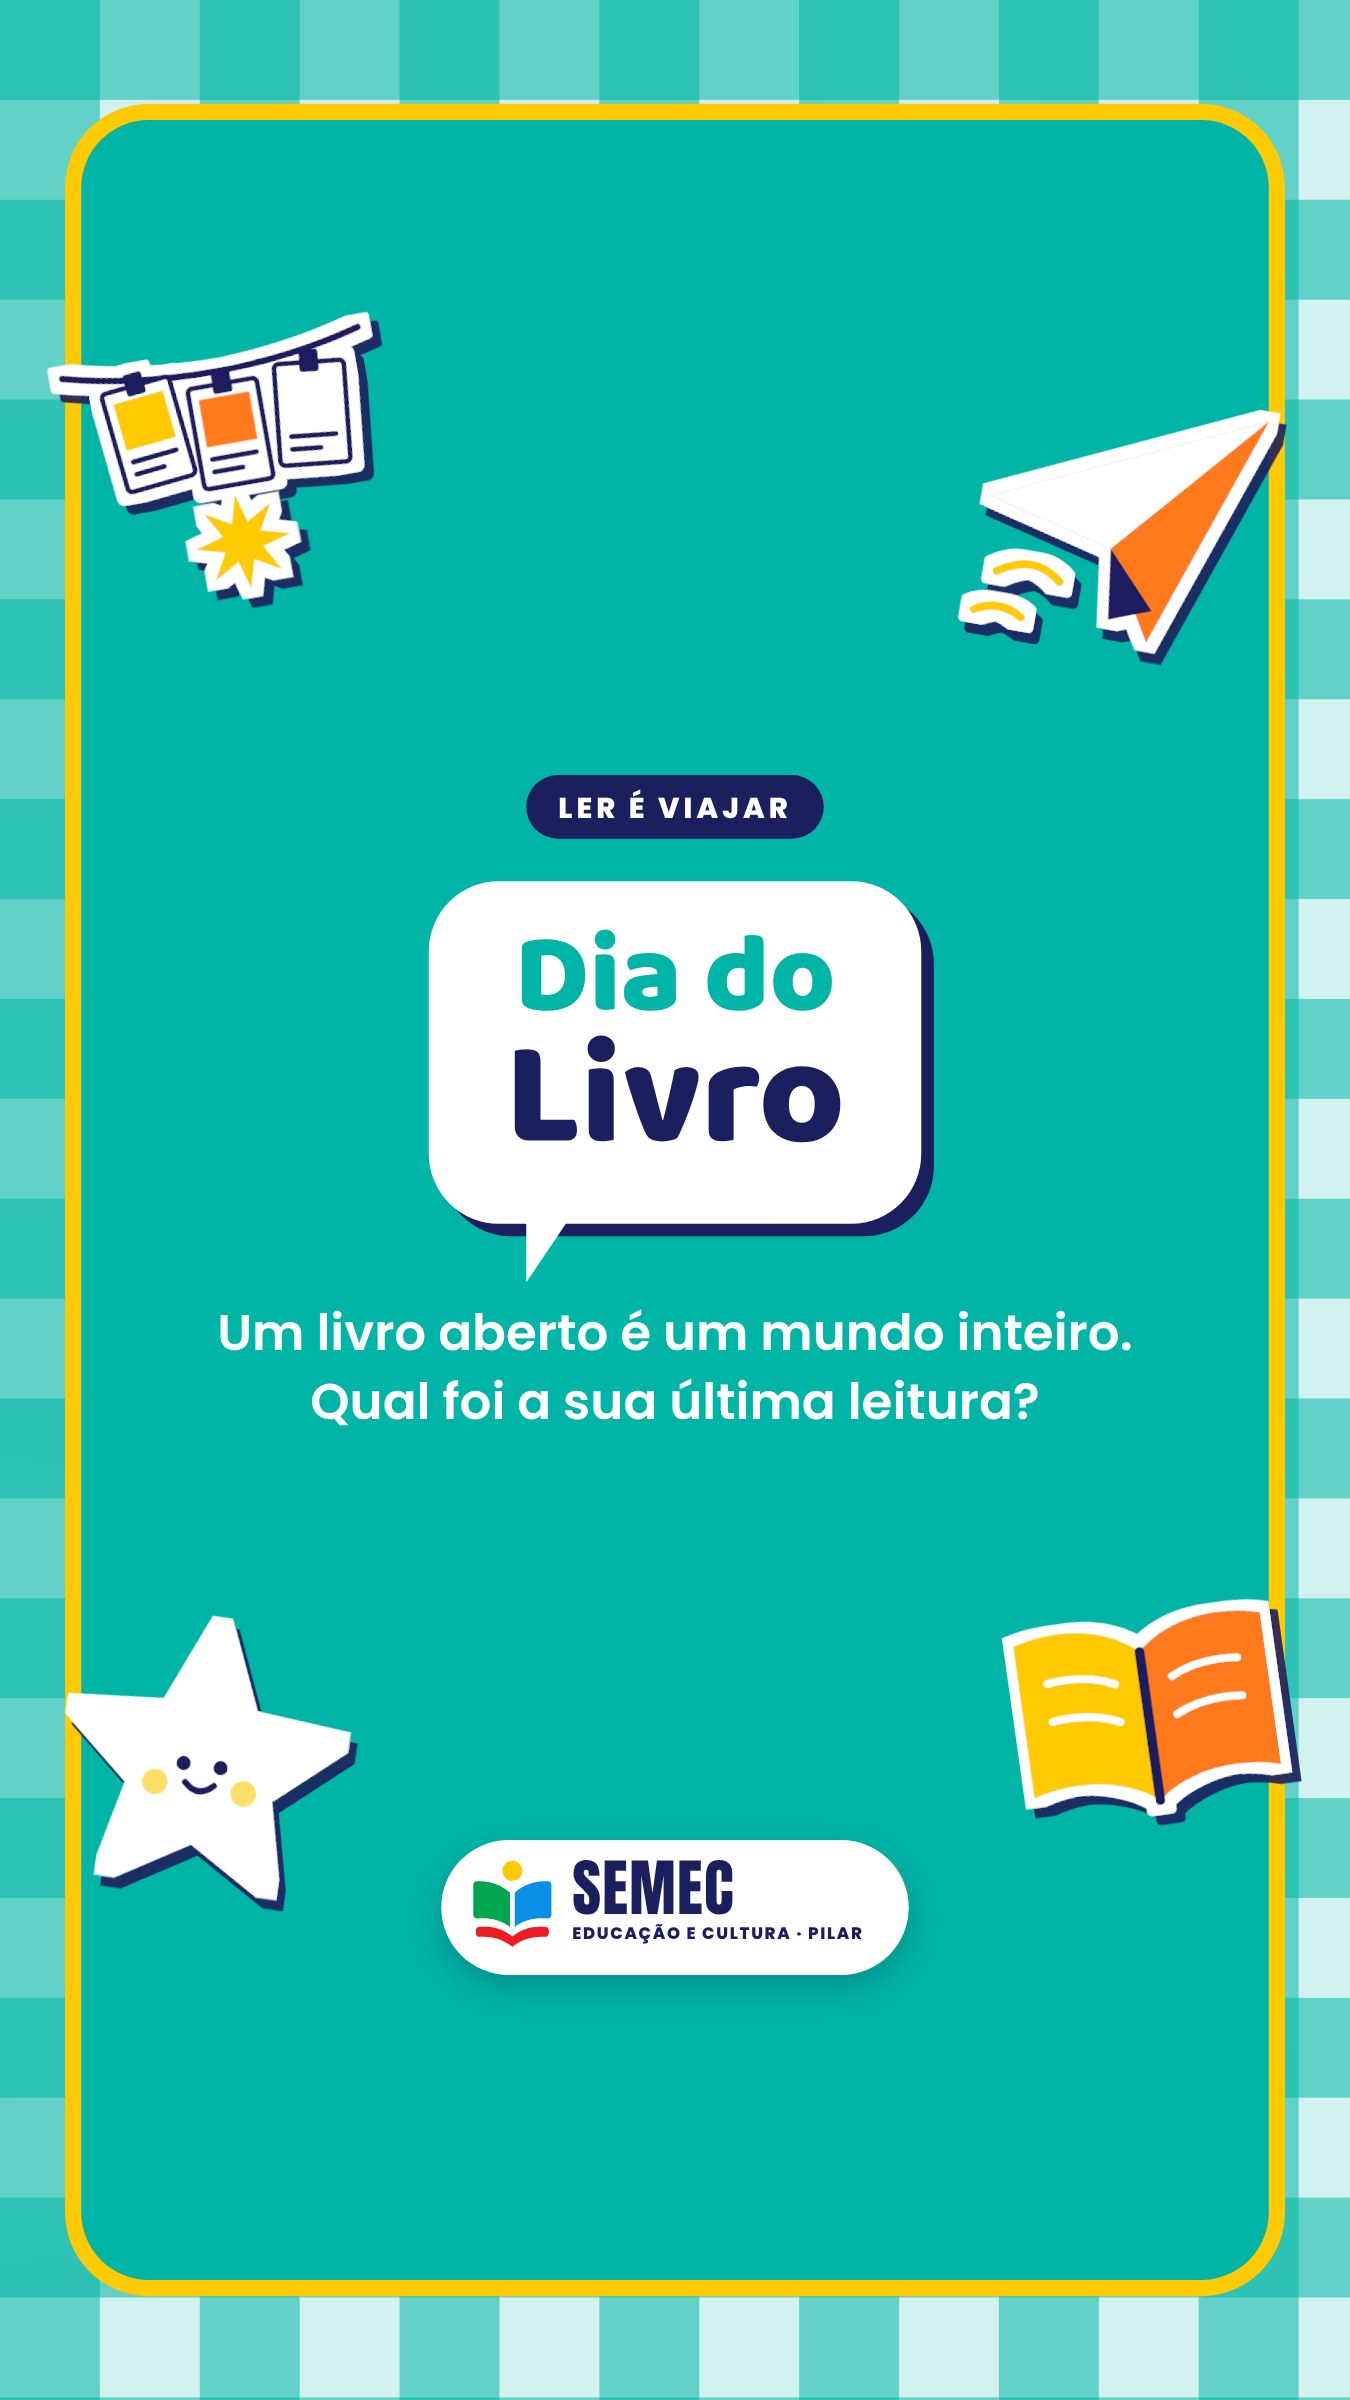 LER É VIAJAR
Dia do
Livro
Um livro aberto é um mundo inteiro.
Qual foi a sua última leitura?
SEMEC
EDUCAÇÃO E CULTURA · PILAR